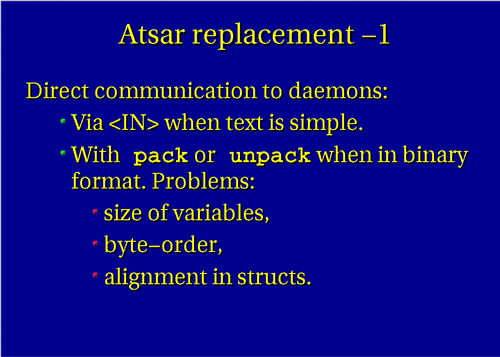 Atsar replacement –1
Direct communication to daemons:
Via <IN> when text is simple.
With pack or unpack when in binary
format. Problems:
size of variables,
byte–order,
alignment in structs.